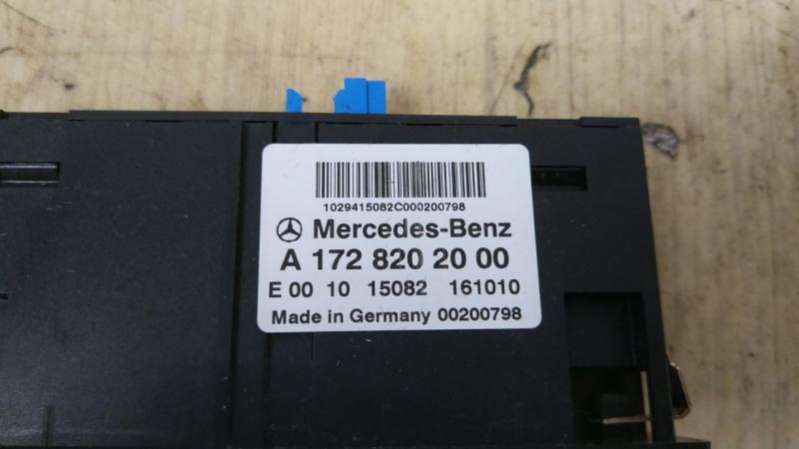 1029415082C000200798
Mercedes-Benz
A 172 820 20 00
E 00 10 15082 161010
Made in Germany 00200798